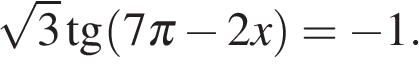 √3 tg(7π − 2x) = −1.